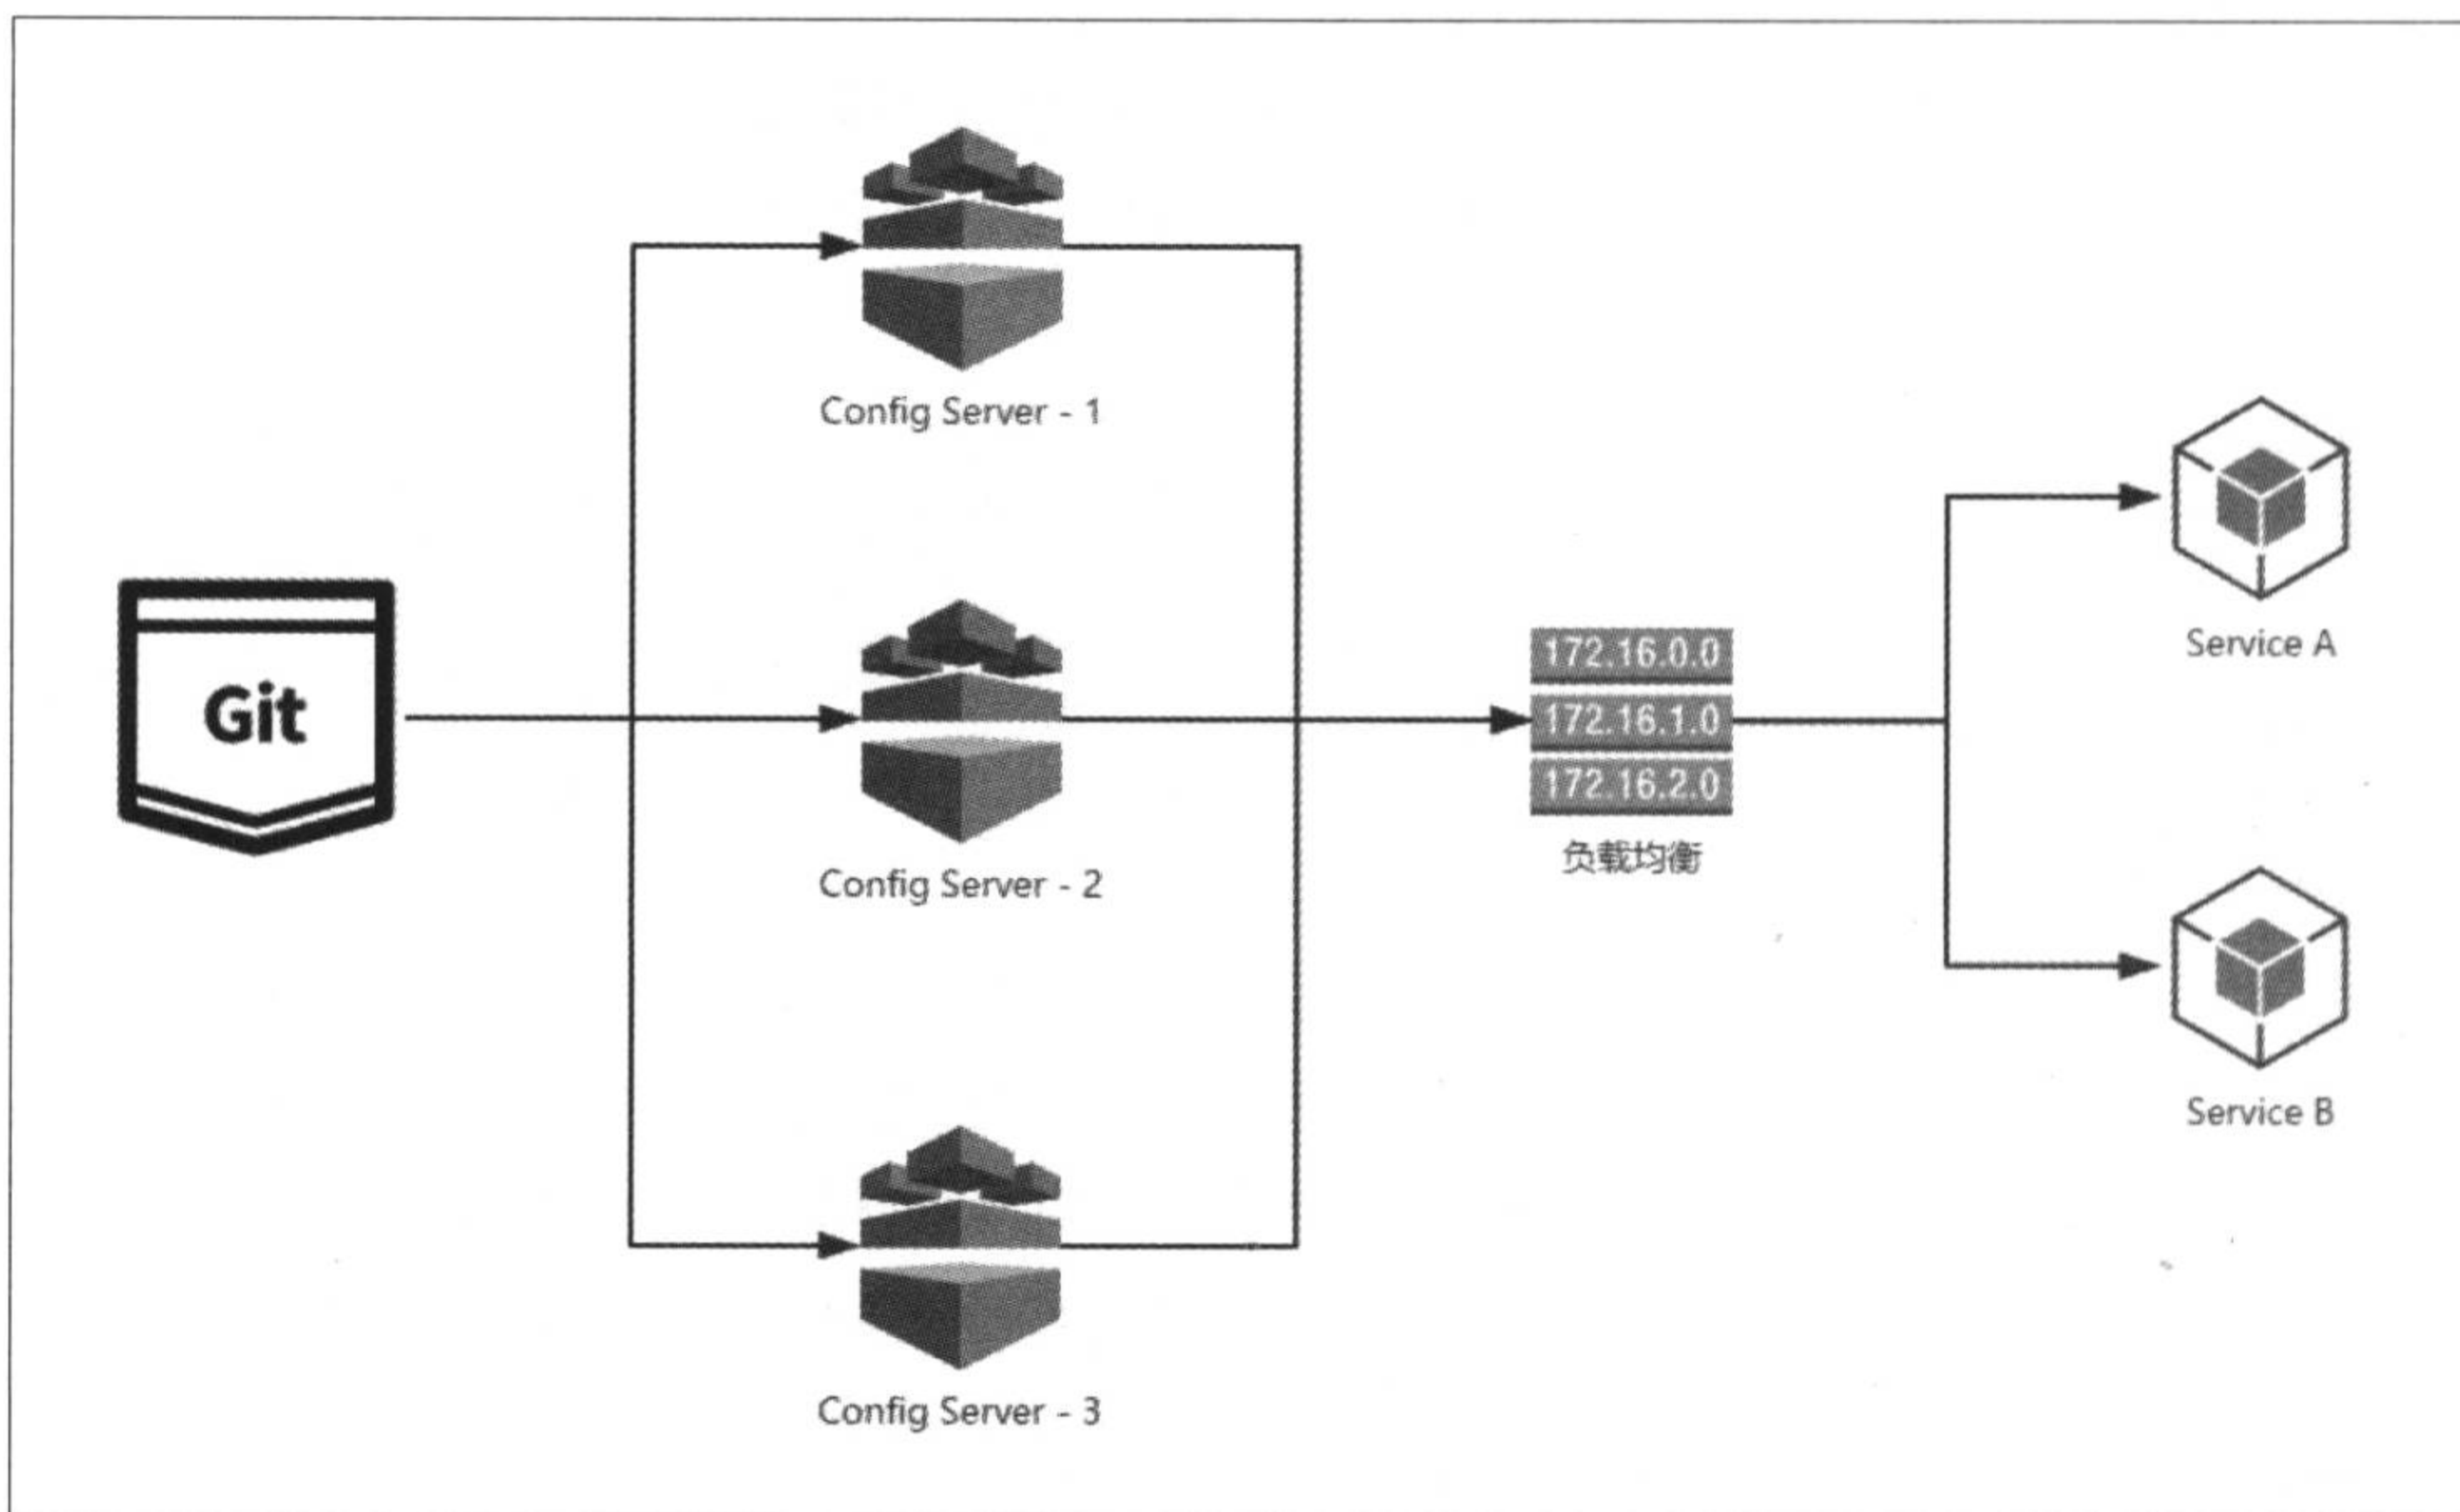 Config Server - 1
Git
Config Server - 2
Config Server - 3
172.16.0.0
172.16.1.0
172.16.2.0
负载均衡
Service A
Service B